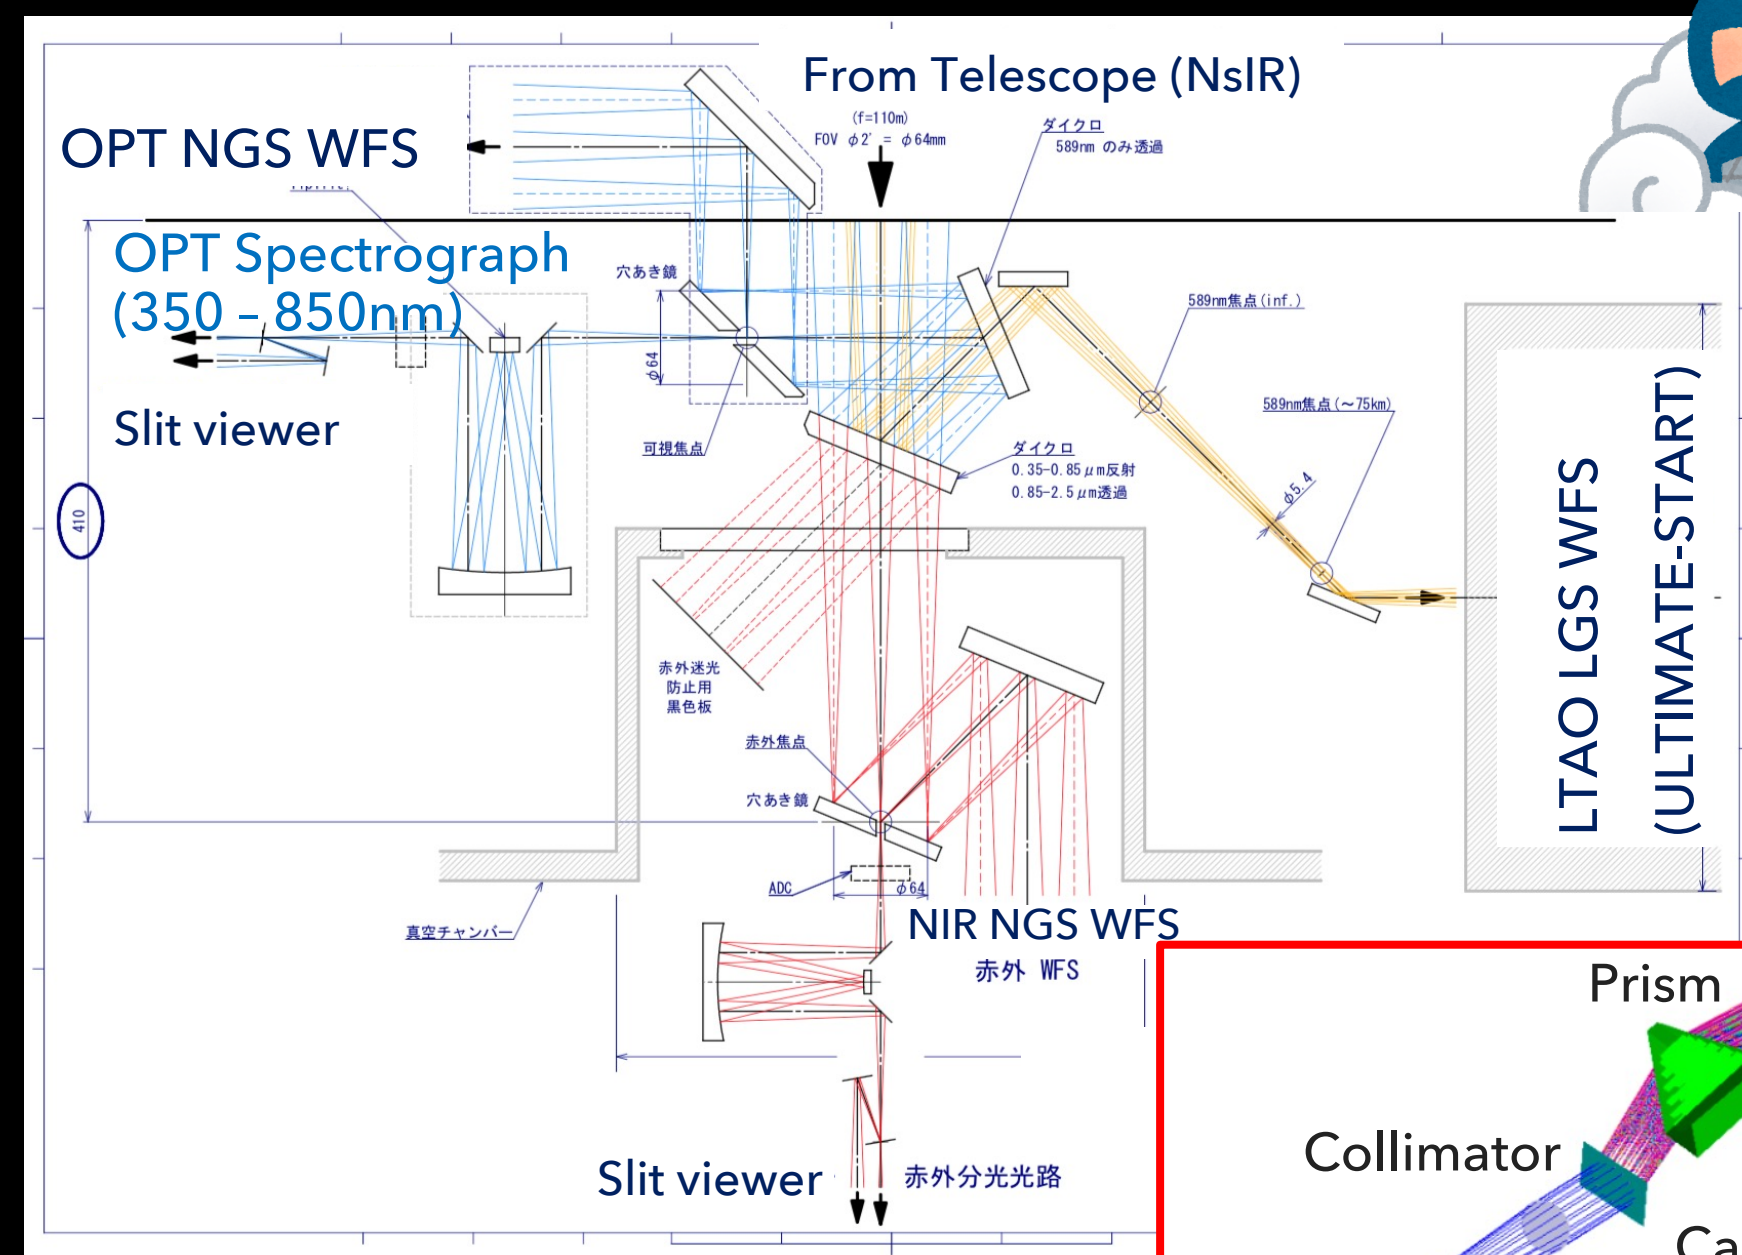 From Telescope (NsIR)
(f=110m)
FOV φ2' = φ64mm
ダイクロ
589nm のみ透過
OPT NGS WFS
OPT Spectrograph
(350 – 850nm)
Slit viewer
穴あき鏡
φ64
可視焦点
589nm焦点(inf.)
589nm焦点(～75km)
φ5.4
ダイクロ
0.35-0.85μm反射
0.85-2.5μm透過
410
LTAO LGS WFS
(ULTIMATE-START)
赤外迷光
防止用
黒色板
赤外焦点
穴あき鏡
ADC
φ64
真空チャンバー
NIR NGS WFS
赤外 WFS
Slit viewer
赤外分光光路
Prism
Collimator